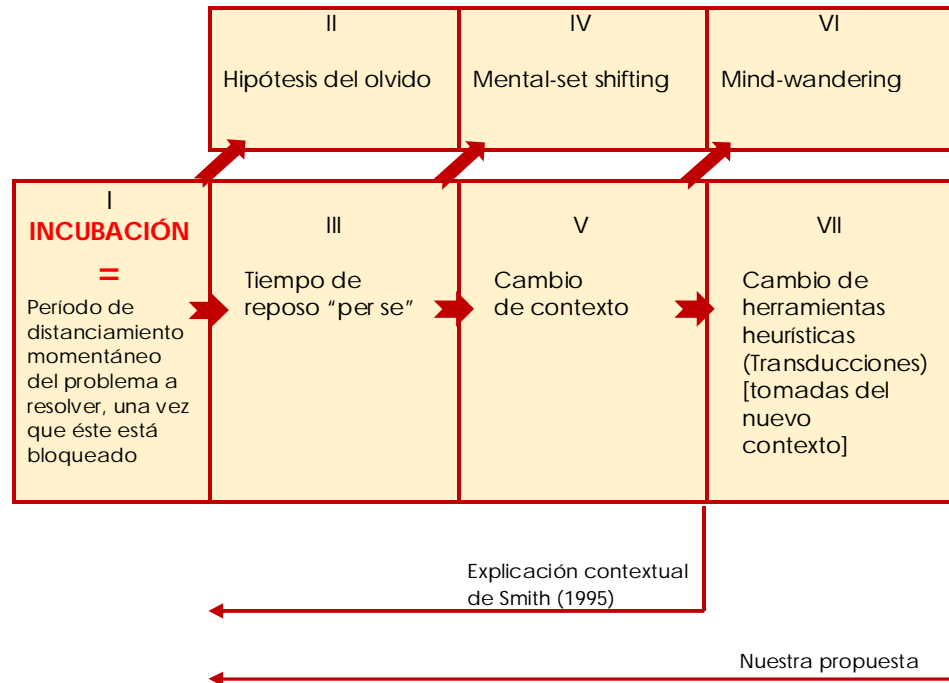 II
Hipótesis del olvido
IV
Mental-set shifting
VI
Mind-wandering
I
INCUBACIÓN
=
Período de
distanciamiento
momentáneo
del problema a
resolver, una vez
que éste está
bloqueado
III
Tiempo de
reposo “per se”
V
Cambio
de contexto
VII
Cambio de
herramientas
heurísticas
(Transducciones)
[tomadas del
nuevo
contexto]
Explicación contextual
de Smith (1995)
Nuestra propuesta